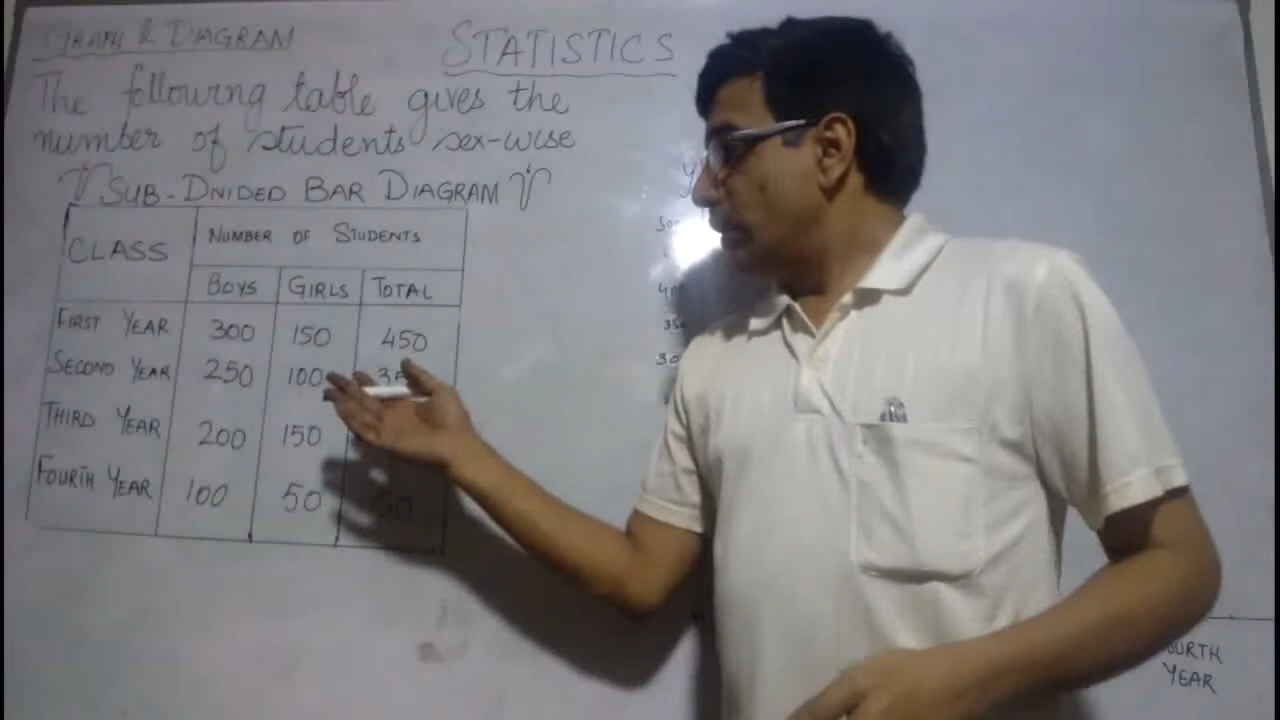 GRAPH & DIAGRAM
STATISTICS
The following table gives the
number of students sex-wise
SUB-DIVIDED BAR DIAGRAM
CLASS
NUMBER OF STUDENTS
BOYS GIRLS TOTAL
FIRST YEAR 300 150 450
SECOND YEAR 250 100
THIRD YEAR 200 150
FOURTH YEAR 100 50
Y
350
YEAR